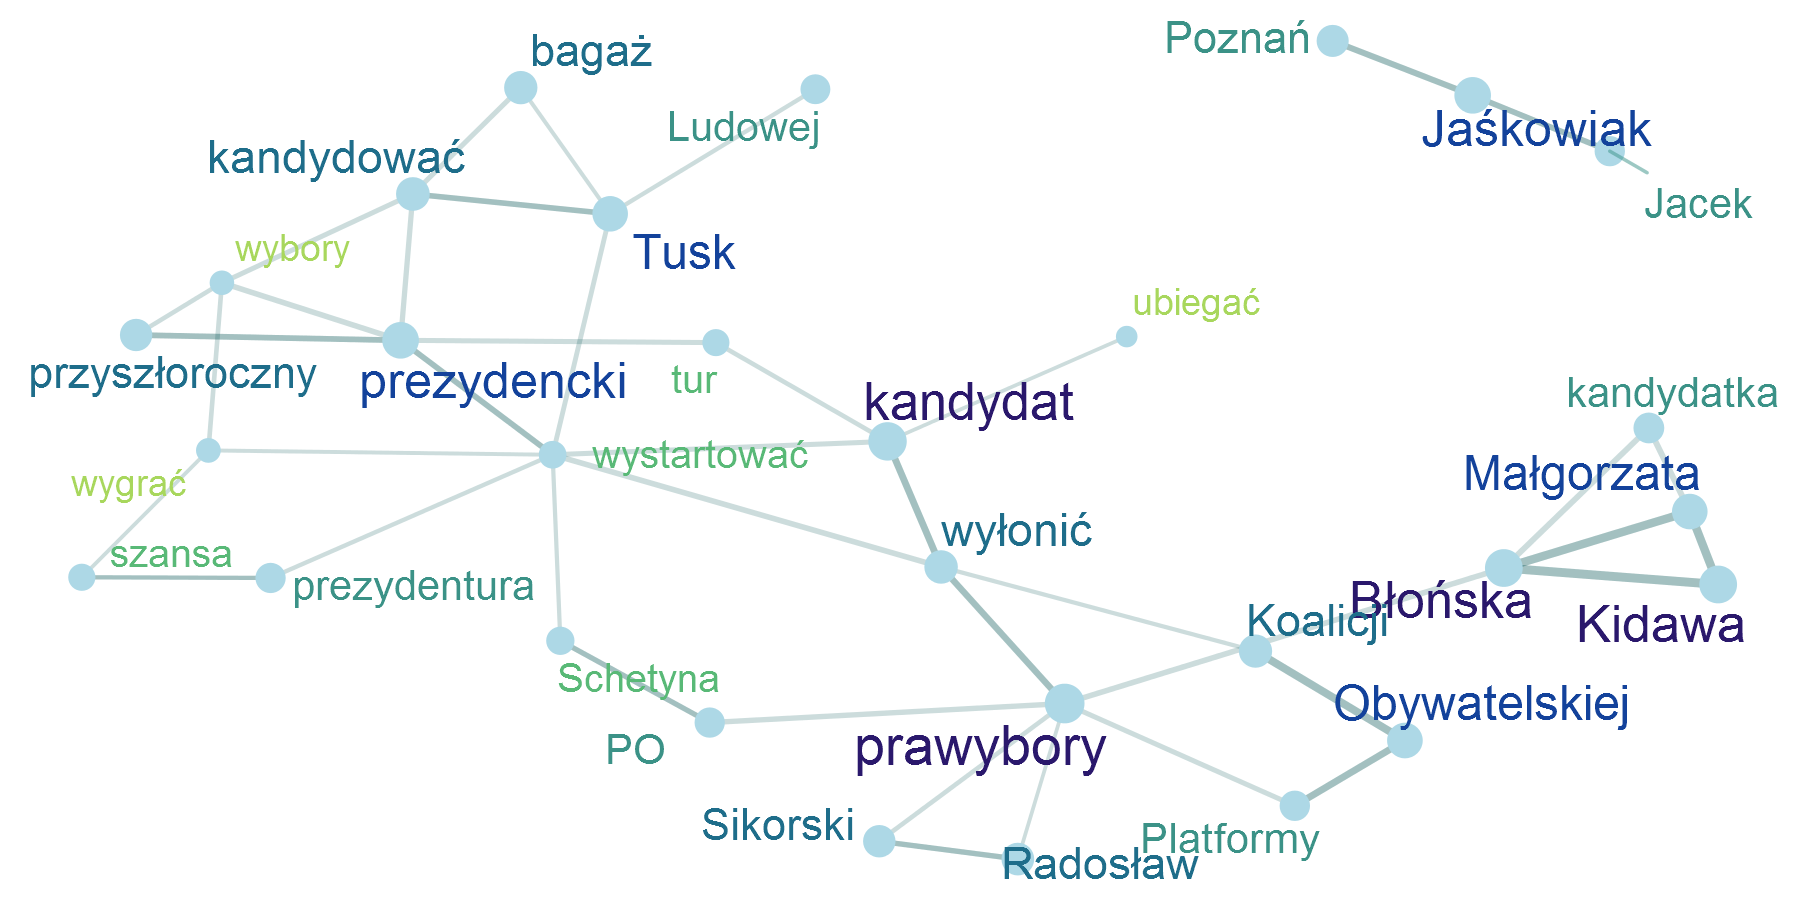 Poznań
bagaż
Ludowej
Jaśkowiak
kandydować
Jacek
wybory
Tusk
ubiegać
przyszłoroczny
prezydencki
tur
kandydat
kandydatka
wystartować
Małgorzata
wygrać
wyłonić
szansa
prezydentura
Błońska
Koalicji
Kidawa
Schetyna
Obywatelskiej
PO
prawybory
Sikorski
Platformy
Radosław